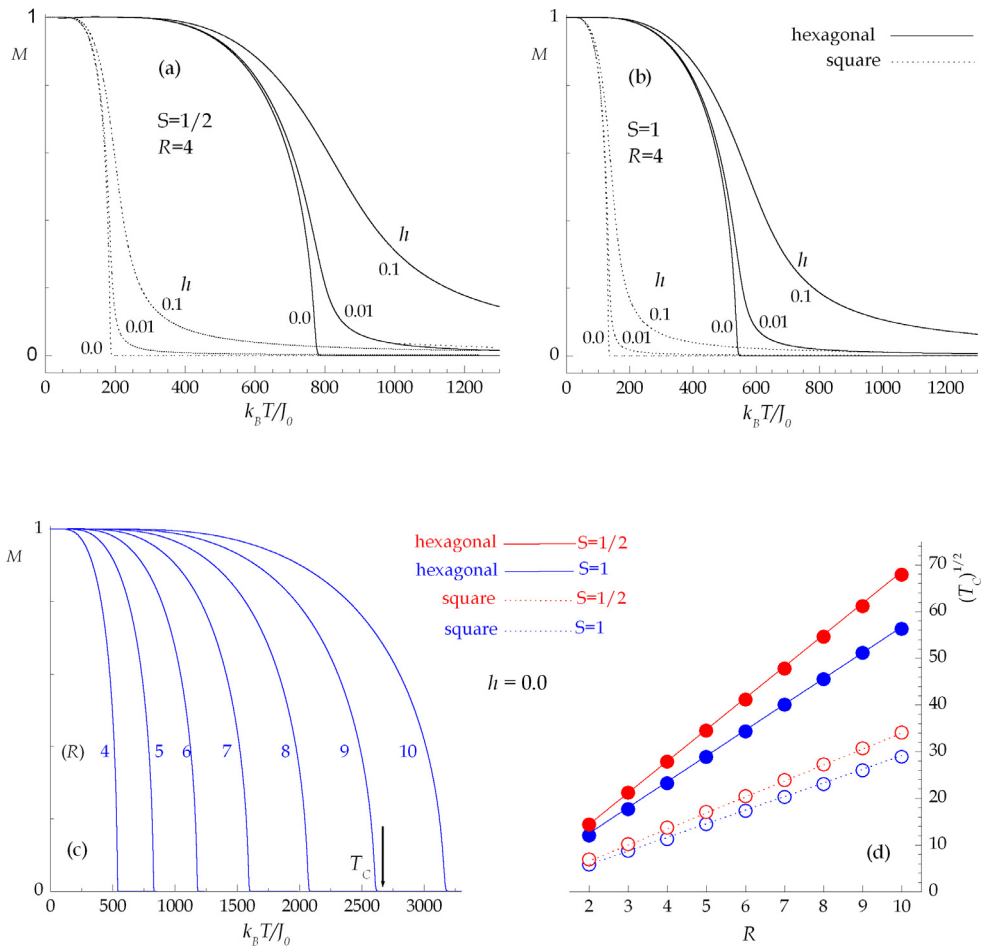 1
M
(a)
S=1/2
R=4
h
h
0.1
0.1
0.01
0.01
0.0
0.0
0
0 200 400 600 800 1000 1200
k_B T/J_0
1
M
hexagonal
square
(b)
S=1
R=4
h
h
0.1
0.1
0.0
0.01
0.0
0.01
0
0 200 400 600 800 1000 1200
k_B T/J_0
1
M
(R) 4 5 6 7 8 9 10
(c)
T_C
0
0 500 1000 1500 2000 2500 3000
k_B T/J_0
hexagonal S=1/2
hexagonal S=1
square S=1/2
square S=1
h = 0.0
70
60
50
40
30
20
10
0
(T_C)^1/2
(d)
2 3 4 5 6 7 8 9 10
R